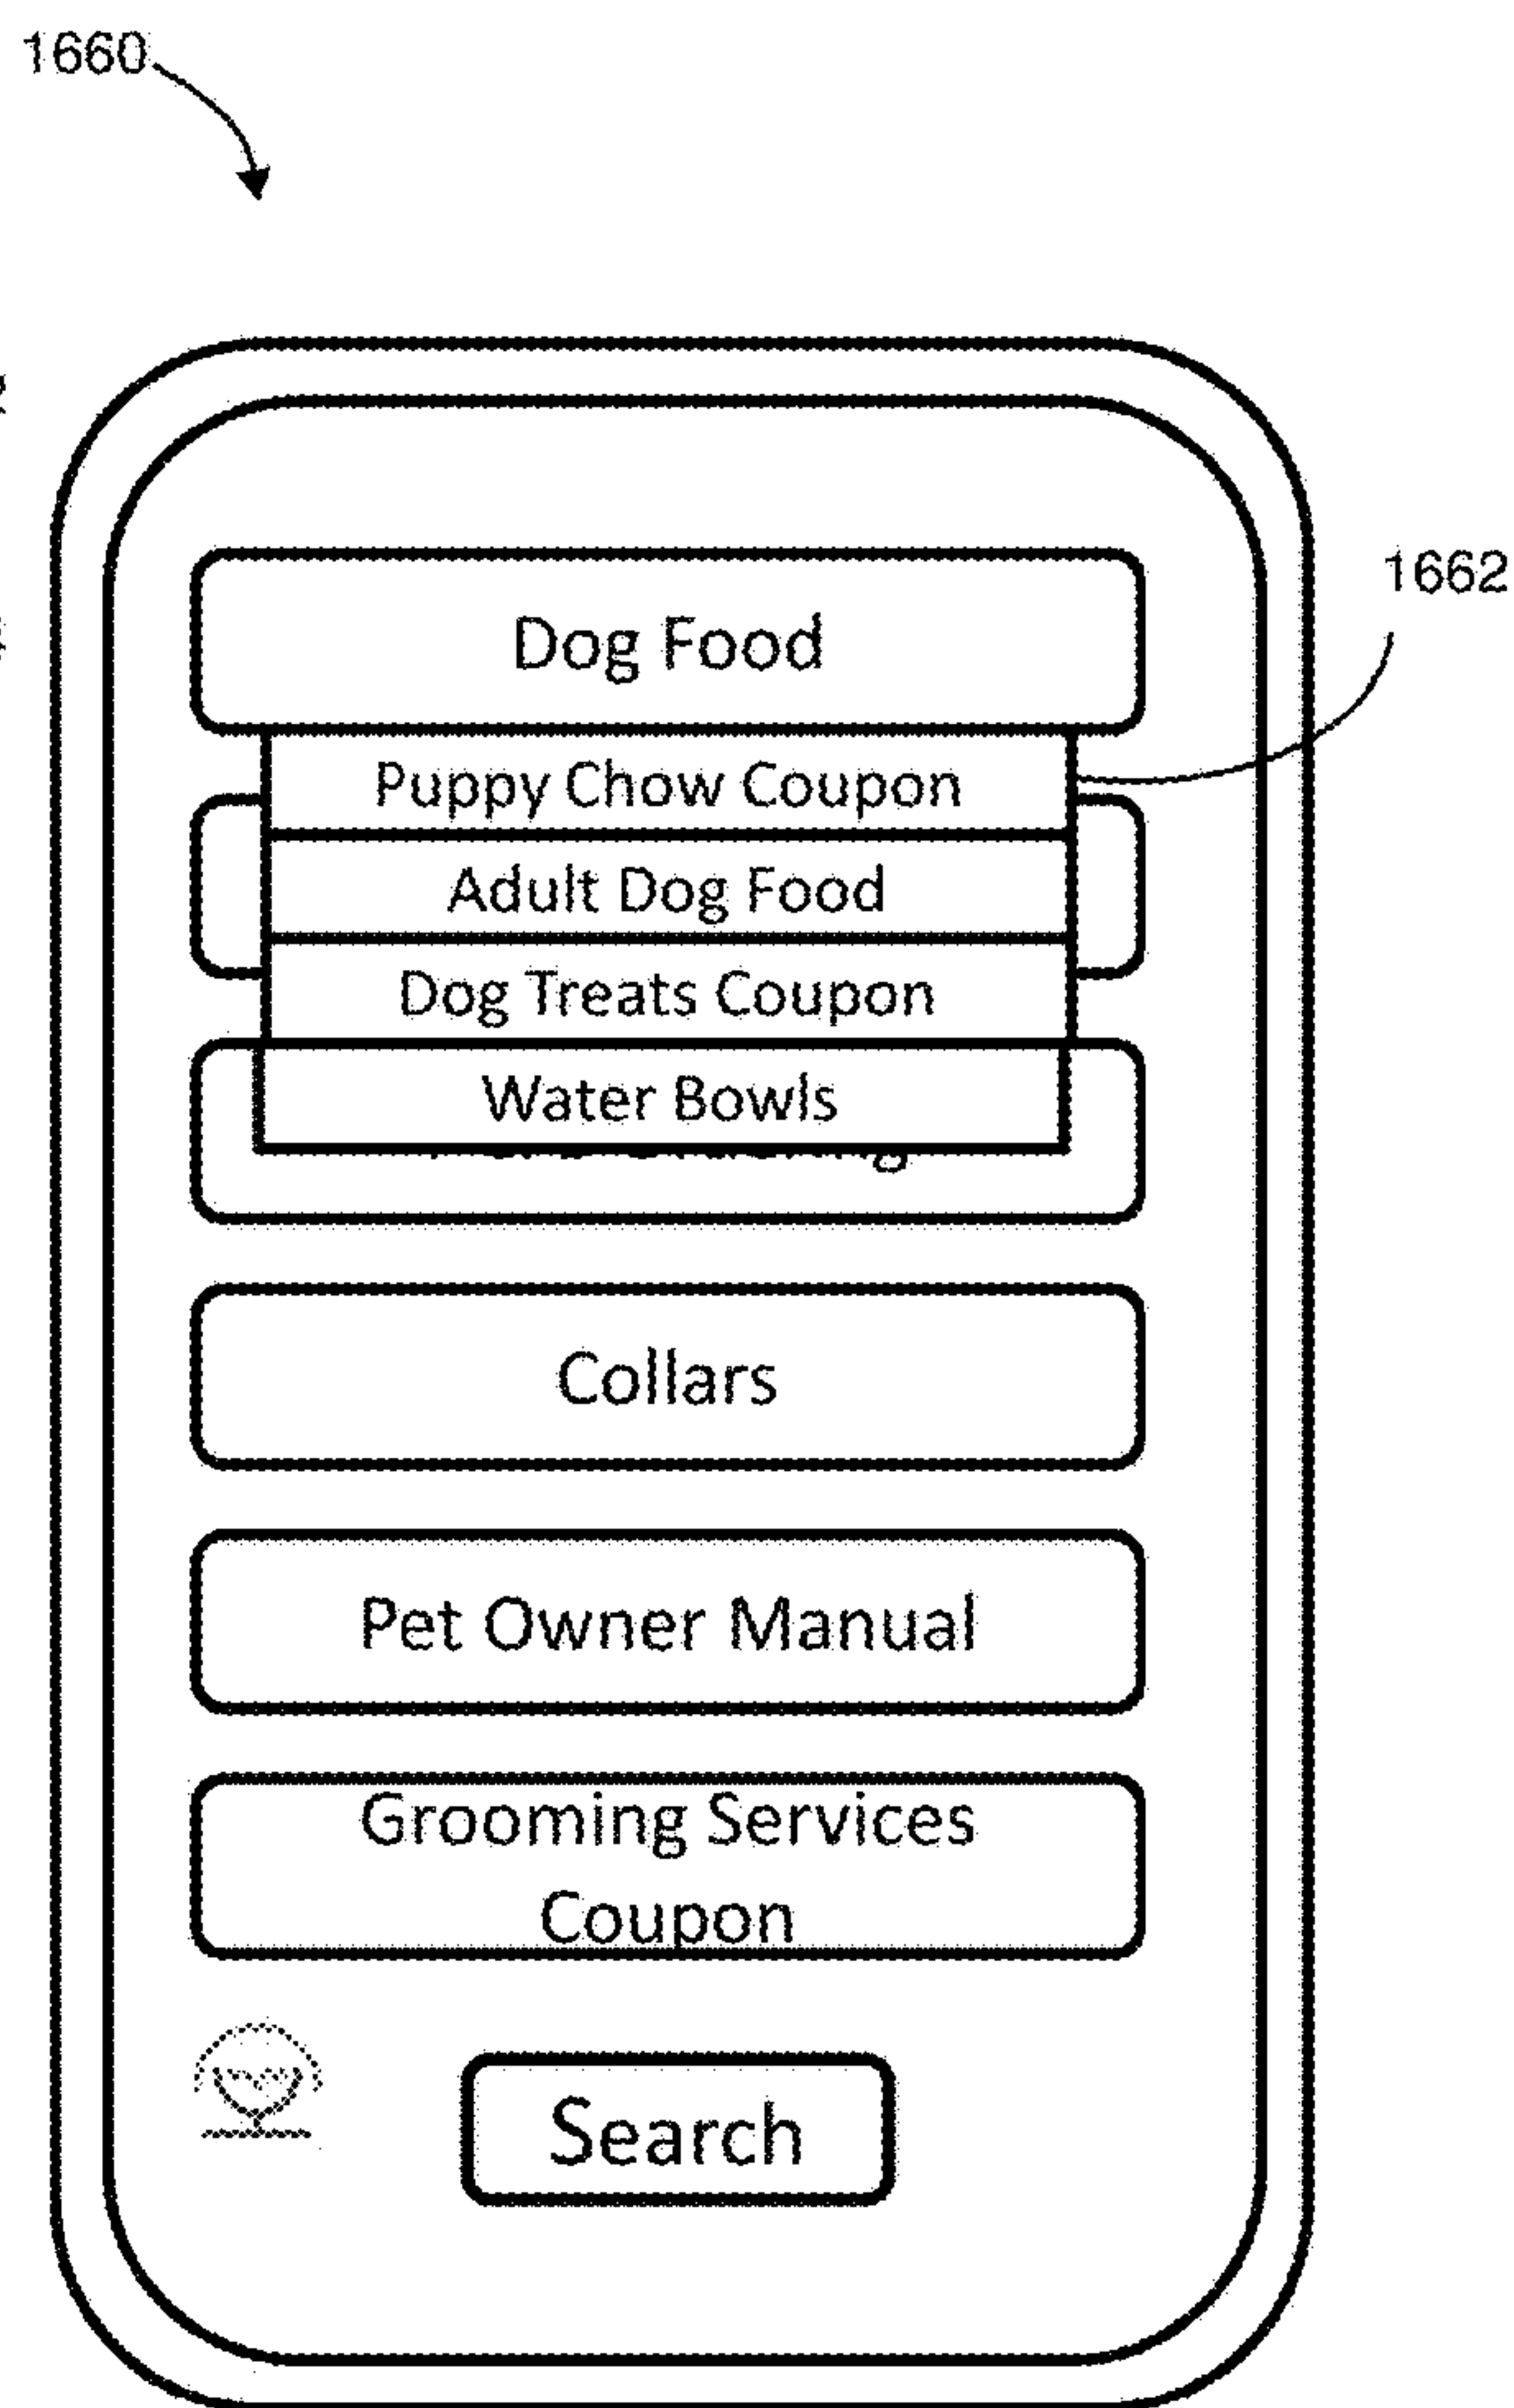 1660
1662
Dog Food
Puppy Chow Coupon
Adult Dog Food
Dog Treats Coupon
Water Bowls
Collars
Pet Owner Manual
Grooming Services
Coupon
Search